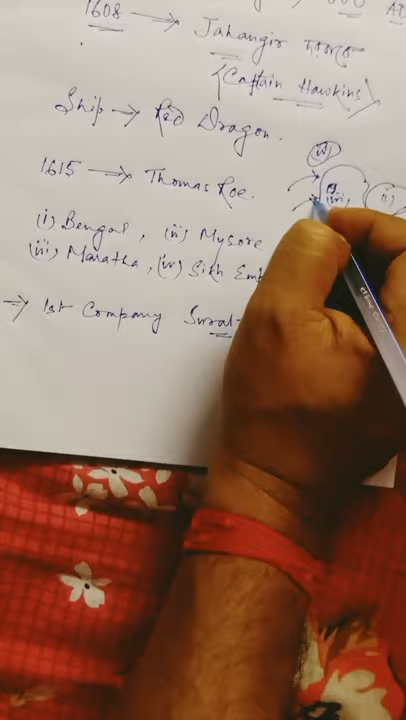 1608 → Jahangir
(Captain Hawkins)
Ship → Red Dragon.
1615 → Thomas Roe.
(i) Bengal, (ii) Mysore
(iii) Maratha, (iv) Sikh Em
→ 1st Company Surat